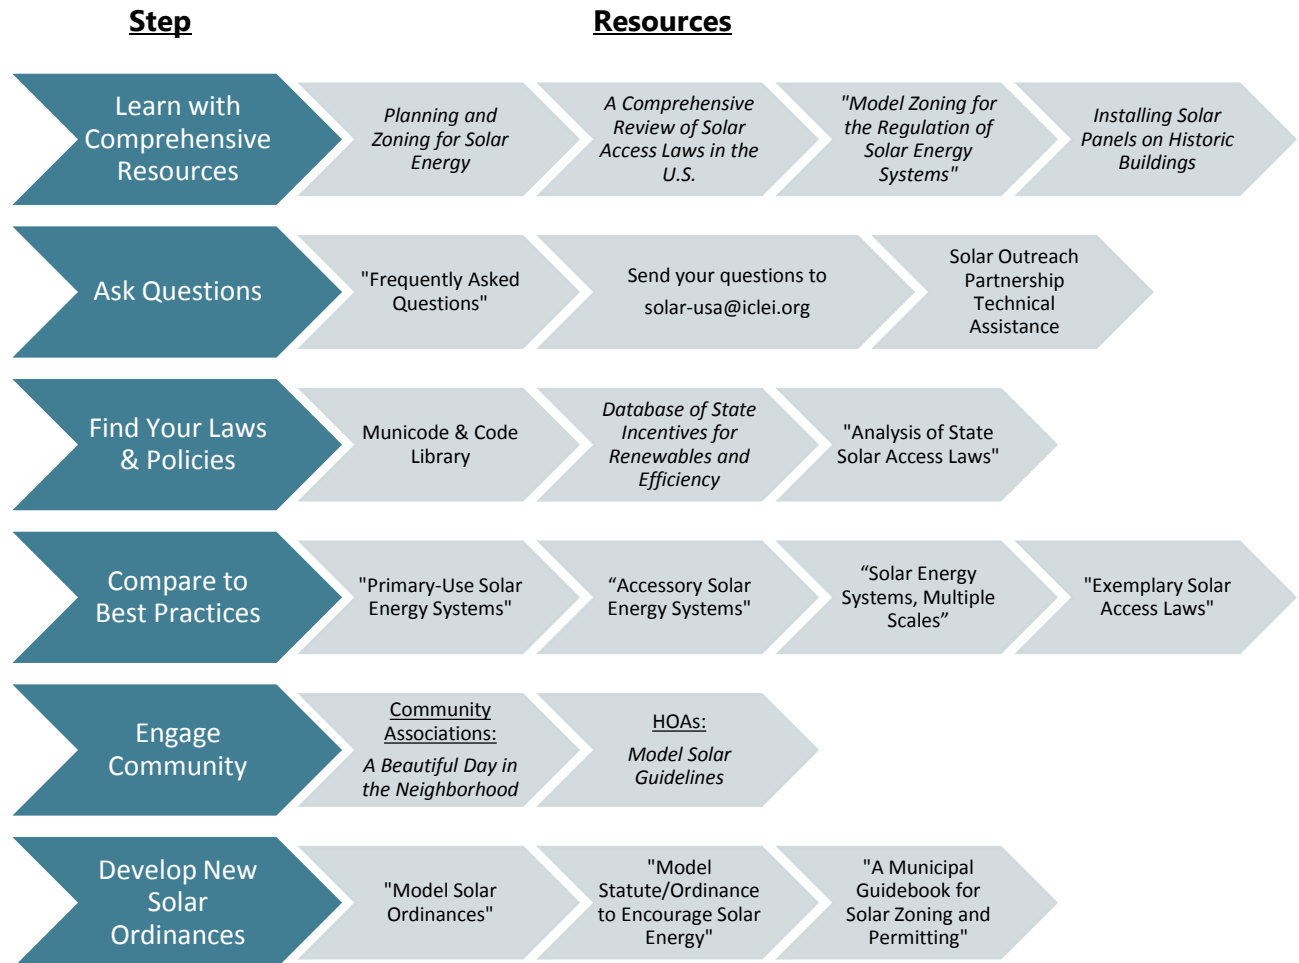 Step
Resources
Learn with
Comprehensive
Resources
Planning and
Zoning for Solar
Energy
A Comprehensive
Review of Solar
Access Laws in the
U.S.
"Model Zoning for
the Regulation of
Solar Energy
Systems"
Installing Solar
Panels on Historic
Buildings
Ask Questions
"Frequently Asked
Questions"
Send your questions to
solar-usa@iclei.org
Solar Outreach
Partnership
Technical
Assistance
Find Your Laws
& Policies
Municode & Code
Library
Database of State
Incentives for
Renewables and
Efficiency
"Analysis of State
Solar Access Laws"
Compare to
Best Practices
"Primary-Use Solar
Energy Systems"
“Accessory Solar
Energy Systems"
“Solar Energy
Systems, Multiple
Scales”
"Exemplary Solar
Access Laws"
Engage
Community
Community
Associations:
A Beautiful Day in
the Neighborhood
HOAs:
Model Solar
Guidelines
Develop New
Solar
Ordinances
"Model Solar
Ordinances"
"Model
Statute/Ordinance
to Encourage Solar
Energy"
"A Municipal
Guidebook for
Solar Zoning and
Permitting"